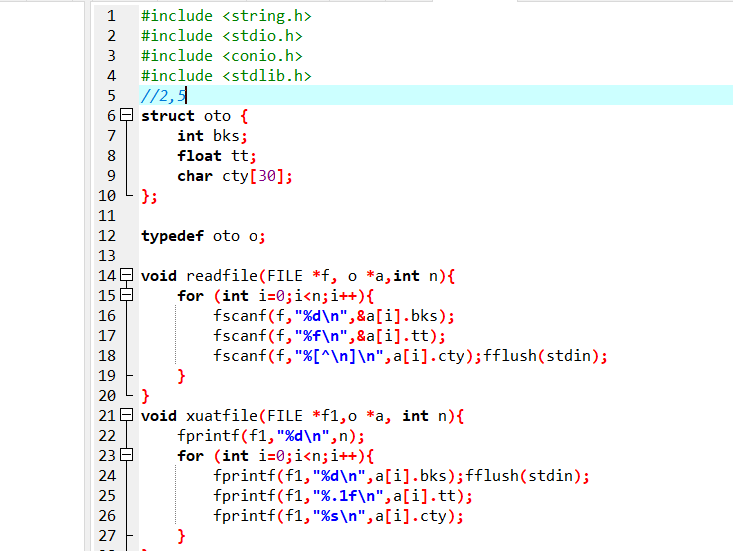 1 #include <string.h>
2 #include <stdio.h>
3 #include <conio.h>
4 #include <stdlib.h>
5 //2,5
6 struct oto {
7 int bks;
8 float tt;
9 char cty[30];
10 };
11
12 typedef oto o;
13
14 void readfile(FILE *f, o *a,int n){
15 for (int i=0;i<n;i++){
16 fscanf(f,"%d\n",&a[i].bks);
17 fscanf(f,"%f\n",&a[i].tt);
18 fscanf(f,"%[^\n]\n",a[i].cty);fflush(stdin);
19 }
20 }
21 void xuatfile(FILE *f1,o *a, int n){
22 fprintf(f1,"%d\n",n);
23 for (int i=0;i<n;i++){
24 fprintf(f1,"%d\n",a[i].bks);fflush(stdin);
25 fprintf(f1,"%.1f\n",a[i].tt);
26 fprintf(f1,"%s\n",a[i].cty);
27 }